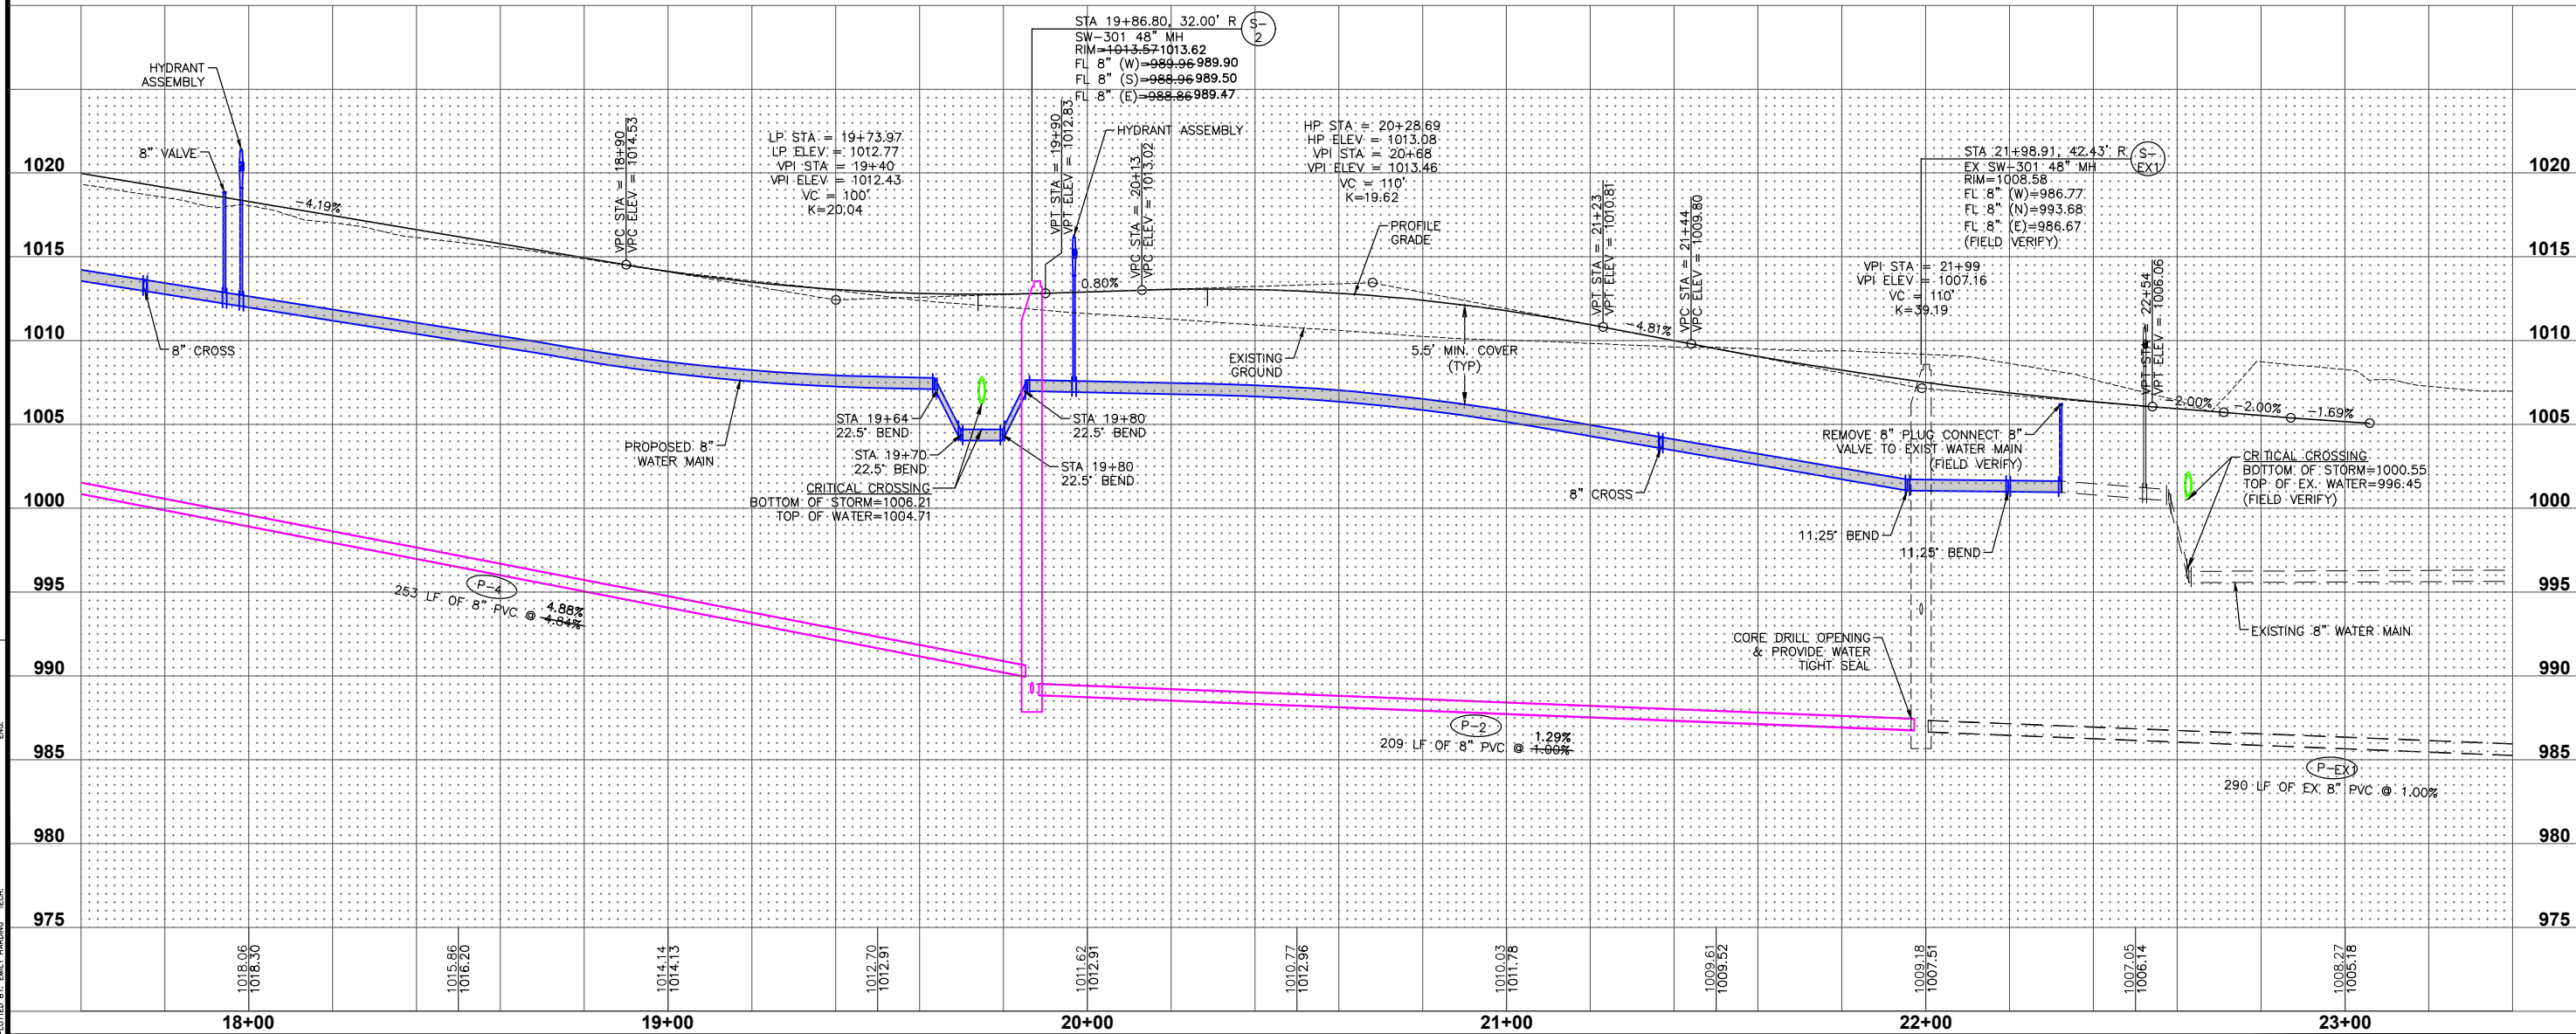 STA 19+86.80, 32.00' R
S-
2
SW-301 48" MH
RIM=1013.57 1013.62
FL 8" (W)=989.96 989.90
FL 8" (S)=988.96 989.50
FL 8" (E)=988.86 989.47
HYDRANT
ASSEMBLY
8" VALVE
-4.19%
8" CROSS
VPC STA = 18+90
VPC ELEV = 1014.53
LP STA = 19+73.97
LP ELEV = 1012.77
VPI STA = 19+40
VPI ELEV = 1012.43
VC = 100'
K=20.04
VPT STA = 19+90
VPT ELEV = 1012.83
HYDRANT ASSEMBLY
VPC STA = 20+13
VPC ELEV = 1013.02
0.80%
HP STA = 20+28.69
HP ELEV = 1013.08
VPI STA = 20+68
VPI ELEV = 1013.46
VC = 110'
K=19.62
PROFILE
GRADE
EXISTING
GROUND
5.5' MIN. COVER
(TYP)
VPT STA = 21+23
VPT ELEV = 1010.81
-4.81%
VPC STA = 21+44
VPC ELEV = 1009.80
STA 21+98.91, 42.43' R
S-
EX1
EX SW-301 48" MH
RIM=1008.58
FL 8" (W)=986.77
FL 8" (N)=993.68
FL 8" (E)=986.67
(FIELD VERIFY)
VPI STA = 21+99
VPI ELEV = 1007.16
VC = 110'
K=39.19
VPT STA = 22+54
VPT ELEV = 1006.06
-2.00%
-2.00%
-1.69%
REMOVE 8" PLUG CONNECT 8"
VALVE TO EXIST WATER MAIN
(FIELD VERIFY)
CRITICAL CROSSING
BOTTOM OF STORM=1000.55
TOP OF EX. WATER=996.45
(FIELD VERIFY)
PROPOSED 8"
WATER MAIN
STA 19+64
22.5° BEND
STA 19+70
22.5° BEND
CRITICAL CROSSING
BOTTOM OF STORM=1006.21
TOP OF WATER=1004.71
STA 19+80
22.5° BEND
STA 19+80
22.5° BEND
8" CROSS
11.25° BEND
11.25° BEND
EXISTING 8" WATER MAIN
CORE DRILL OPENING
& PROVIDE WATER
TIGHT SEAL
P-4
4.88%
253 LF OF 8" PVC @ 4.84%
P-2
1.29%
209 LF OF 8" PVC @ 1.00%
P-EX1
290 LF OF EX 8" PVC @ 1.00%
1020
1015
1010
1005
1000
995
990
985
980
975
1020
1015
1010
1005
1000
995
990
985
980
975
1018.06
1018.30
1015.86
1016.20
1014.14
1014.13
1012.70
1012.91
1011.62
1012.91
1010.77
1012.96
1010.03
1011.78
1009.61
1009.52
1009.18
1007.51
1007.05
1006.14
1008.27
1005.18
18+00
19+00
20+00
21+00
22+00
23+00
ENG:
TECH:
PLOTTED BY: EMILY HARDING